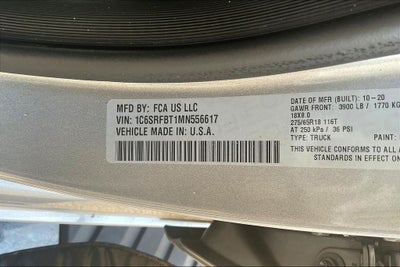 MFD BY: FCA US LLC
VIN: 1C6SRFBT1MN556617
VEHICLE MADE IN U.S.A.
DATE OF MFR (BUILT): 10-20
GAWR FRONT: 3900 LB / 1770 KG
18X8.0
275/65R18 116T
AT 250 kPa / 36 PSI
TYPE: TRUCK PAINT:
THIS VEHICLE CONFORMS TO ALL
STANDARDS IN EFFECT ON